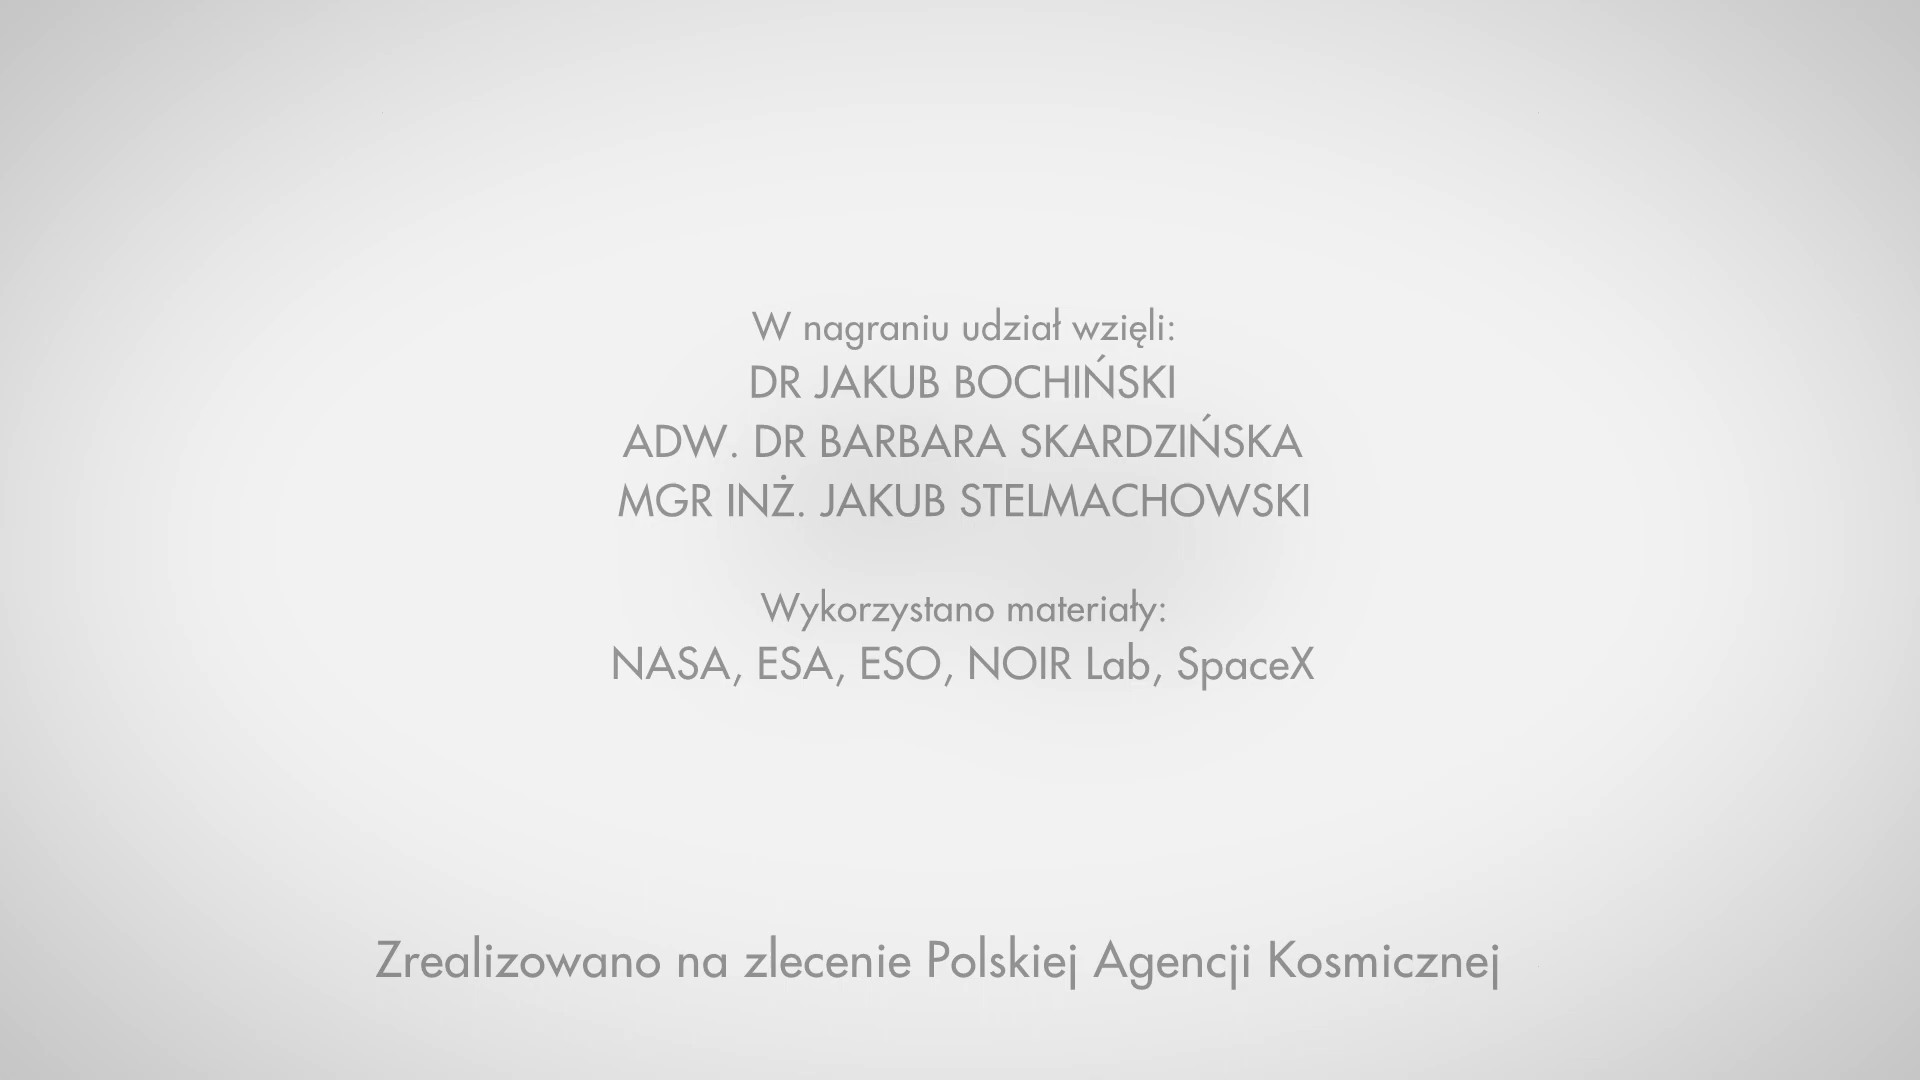 W nagraniu udział wzięli:
DR JAKUB BOCHIŃSKI
ADW. DR BARBARA SKARDZIŃSKA
MGR INŻ. JAKUB STELMACHOWSKI
Wykorzystano materiały:
NASA, ESA, ESO, NOIR Lab, SpaceX
Zrealizowano na zlecenie Polskiej Agencji Kosmicznej